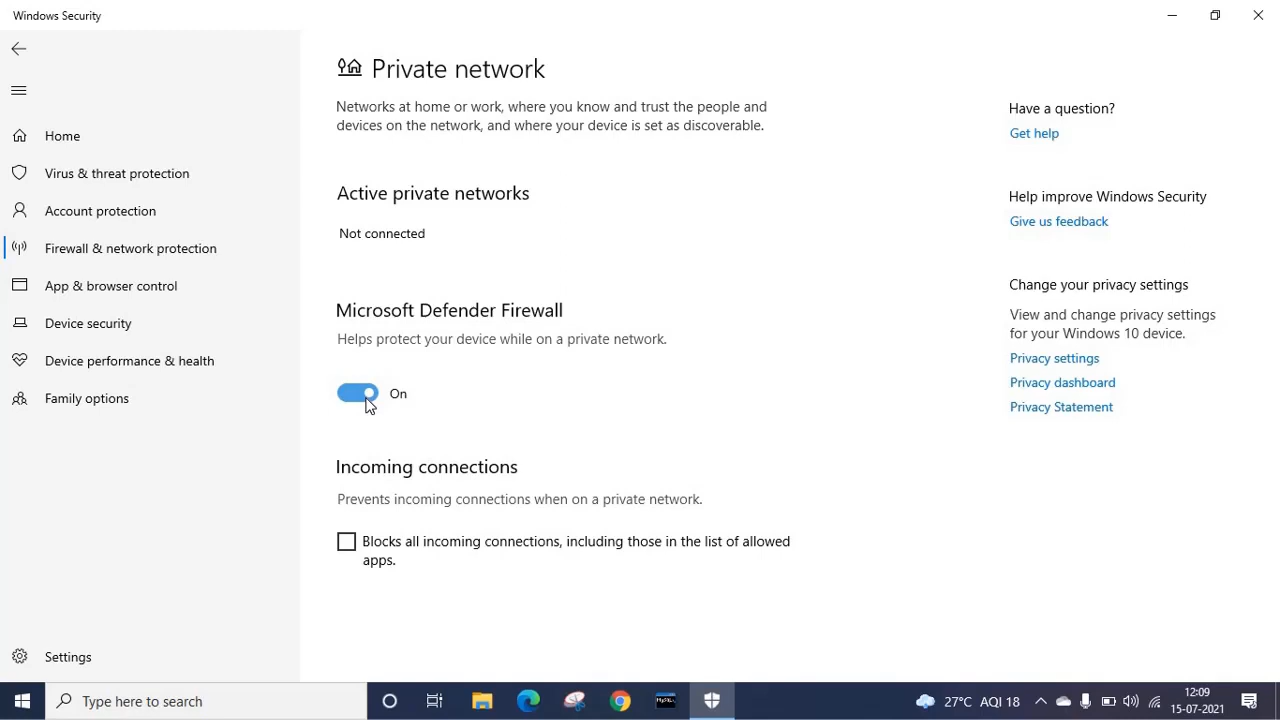 Windows Security
Home
Virus & threat protection
Account protection
Firewall & network protection
App & browser control
Device security
Device performance & health
Family options
Settings
Private network
Networks at home or work, where you know and trust the people and
devices on the network, and where your device is set as discoverable.
Active private networks
Not connected
Microsoft Defender Firewall
Helps protect your device while on a private network.
On
Incoming connections
Prevents incoming connections when on a private network.
Blocks all incoming connections, including those in the list of allowed
apps.
Have a question?
Get help
Help improve Windows Security
Give us feedback
Change your privacy settings
View and change privacy settings
for your Windows 10 device.
Privacy settings
Privacy dashboard
Privacy Statement
Type here to search
MySQL
27°C AQI 18
12:09
15-07-2021